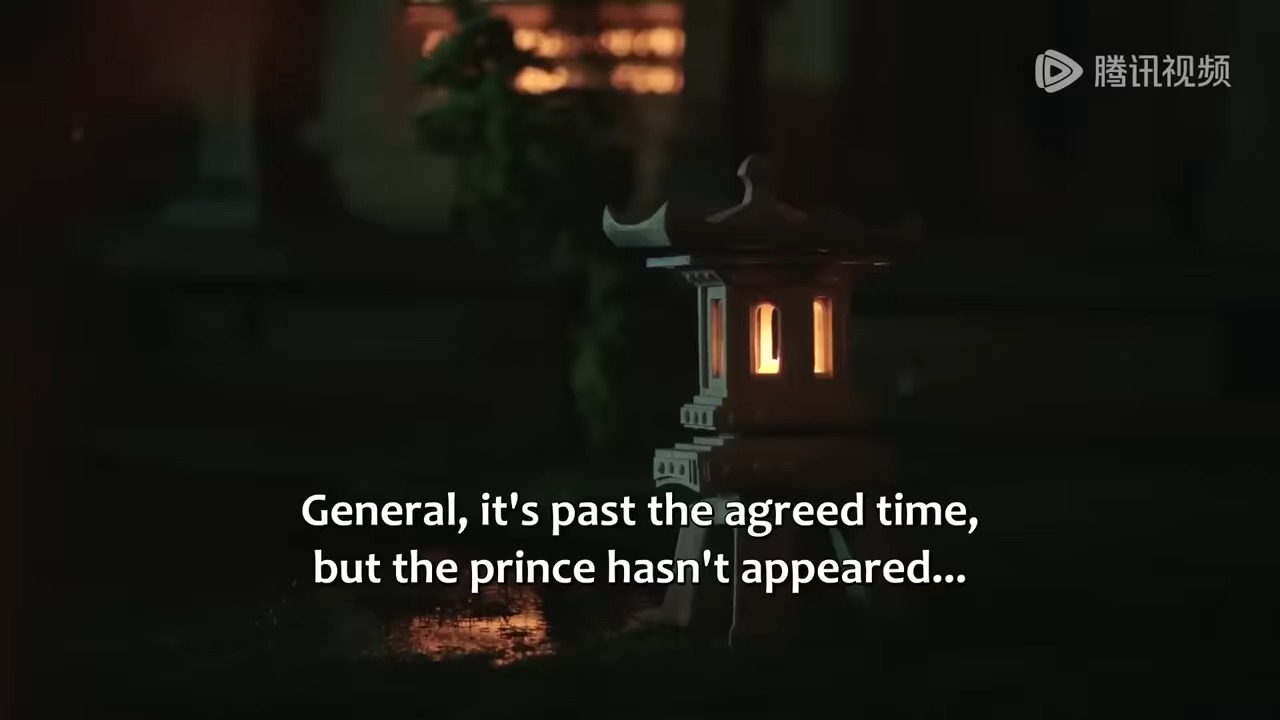 腾讯视频
General, it's past the agreed time,
but the prince hasn't appeared...